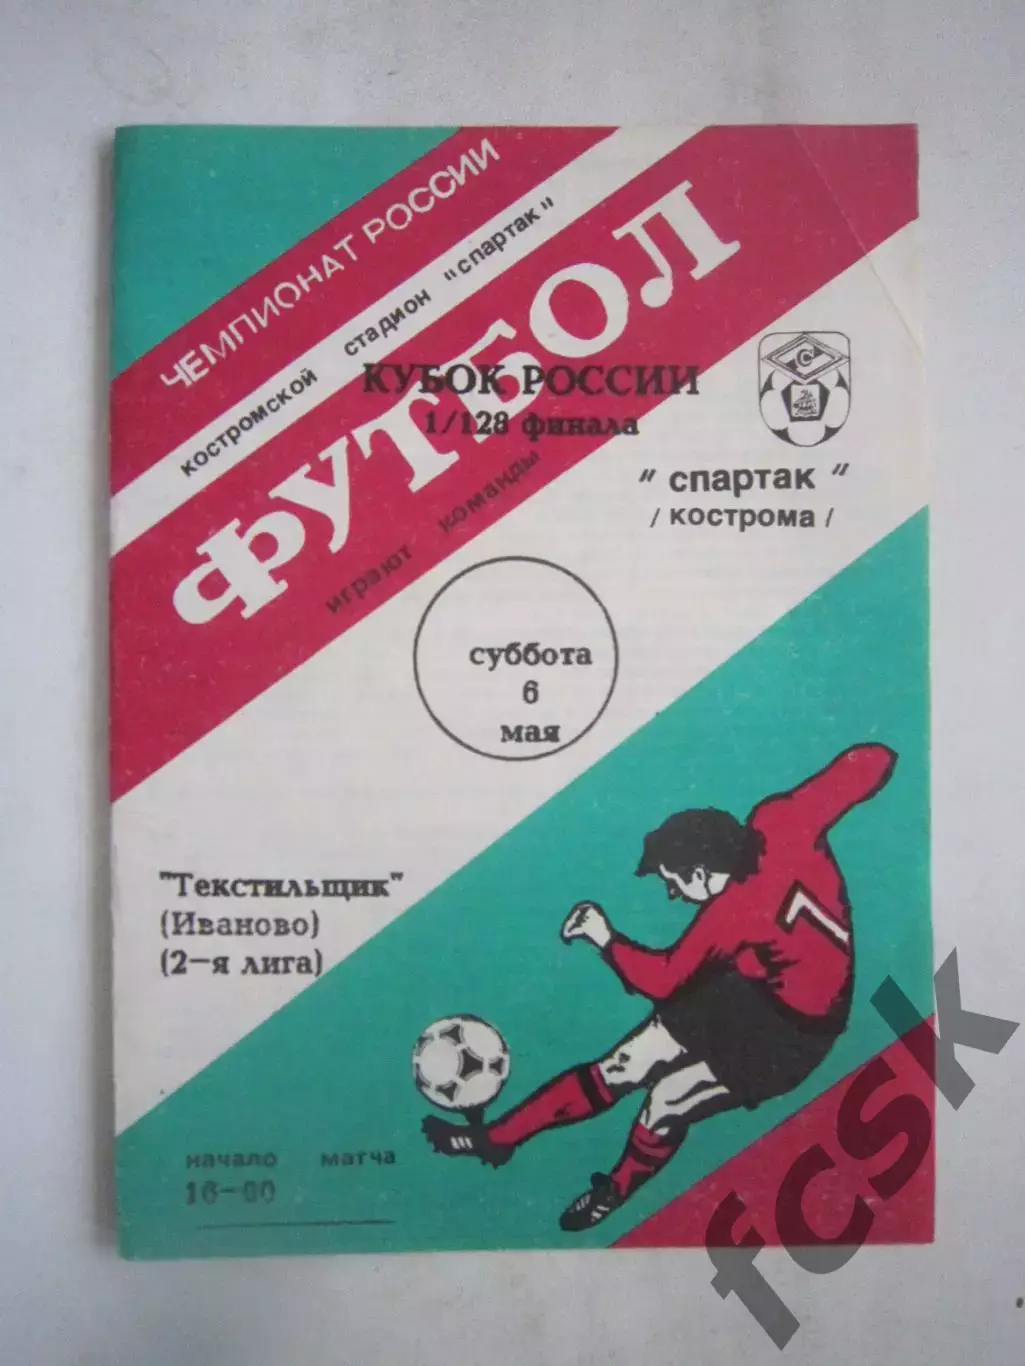 ЧЕМПИОНАТ РОССИИ
костромской стадион "спартак"
ФУТБОЛ
КУБОК РОССИИ
1/128 финала
играют команды
С
" спартак "
/ кострома /
суббота
6
мая
"Текстильщик"
(Иваново)
(2-я лига)
7
начало матча
16-00
fcsk